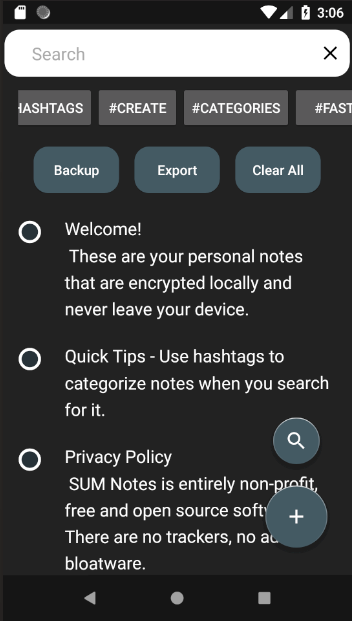 3:06
Search
HASHTAGS #CREATE #CATEGORIES #FAST
Backup Export Clear All
Welcome!
These are your personal notes
that are encrypted locally and
never leave your device.
Quick Tips - Use hashtags to
categorize notes when you search
for it.
Privacy Policy
SUM Notes is entirely non-profit,
free and open source
There are no trackers, no
bloatware.